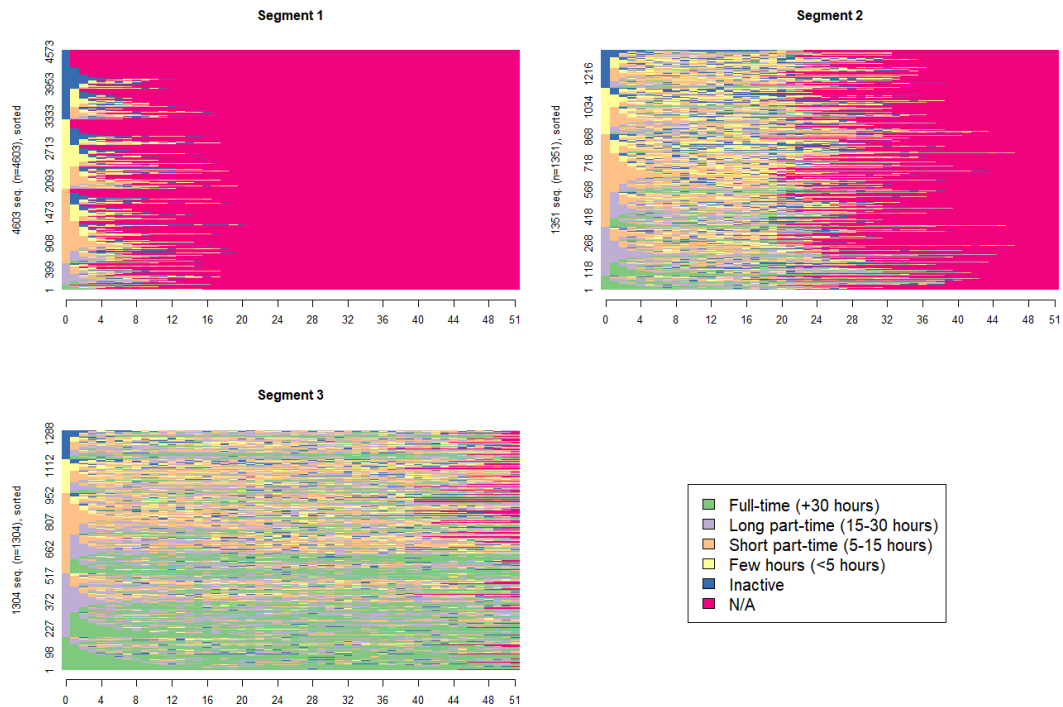 Segment 1
4603 seq. (n=4603), sorted
1 399 908 1473 2093 2713 3333 3953 4573
0 4 8 12 16 20 24 28 32 36 40 44 48 51
Segment 2
1351 seq. (n=1351), sorted
1 118 268 418 568 718 868 1034 1216
0 4 8 12 16 20 24 28 32 36 40 44 48 51
Segment 3
1304 seq. (n=1304), sorted
1 98 227 372 517 662 807 952 1112 1288
0 4 8 12 16 20 24 28 32 36 40 44 48 51
Full-time (+30 hours)
Long part-time (15-30 hours)
Short part-time (5-15 hours)
Few hours (<5 hours)
Inactive
N/A